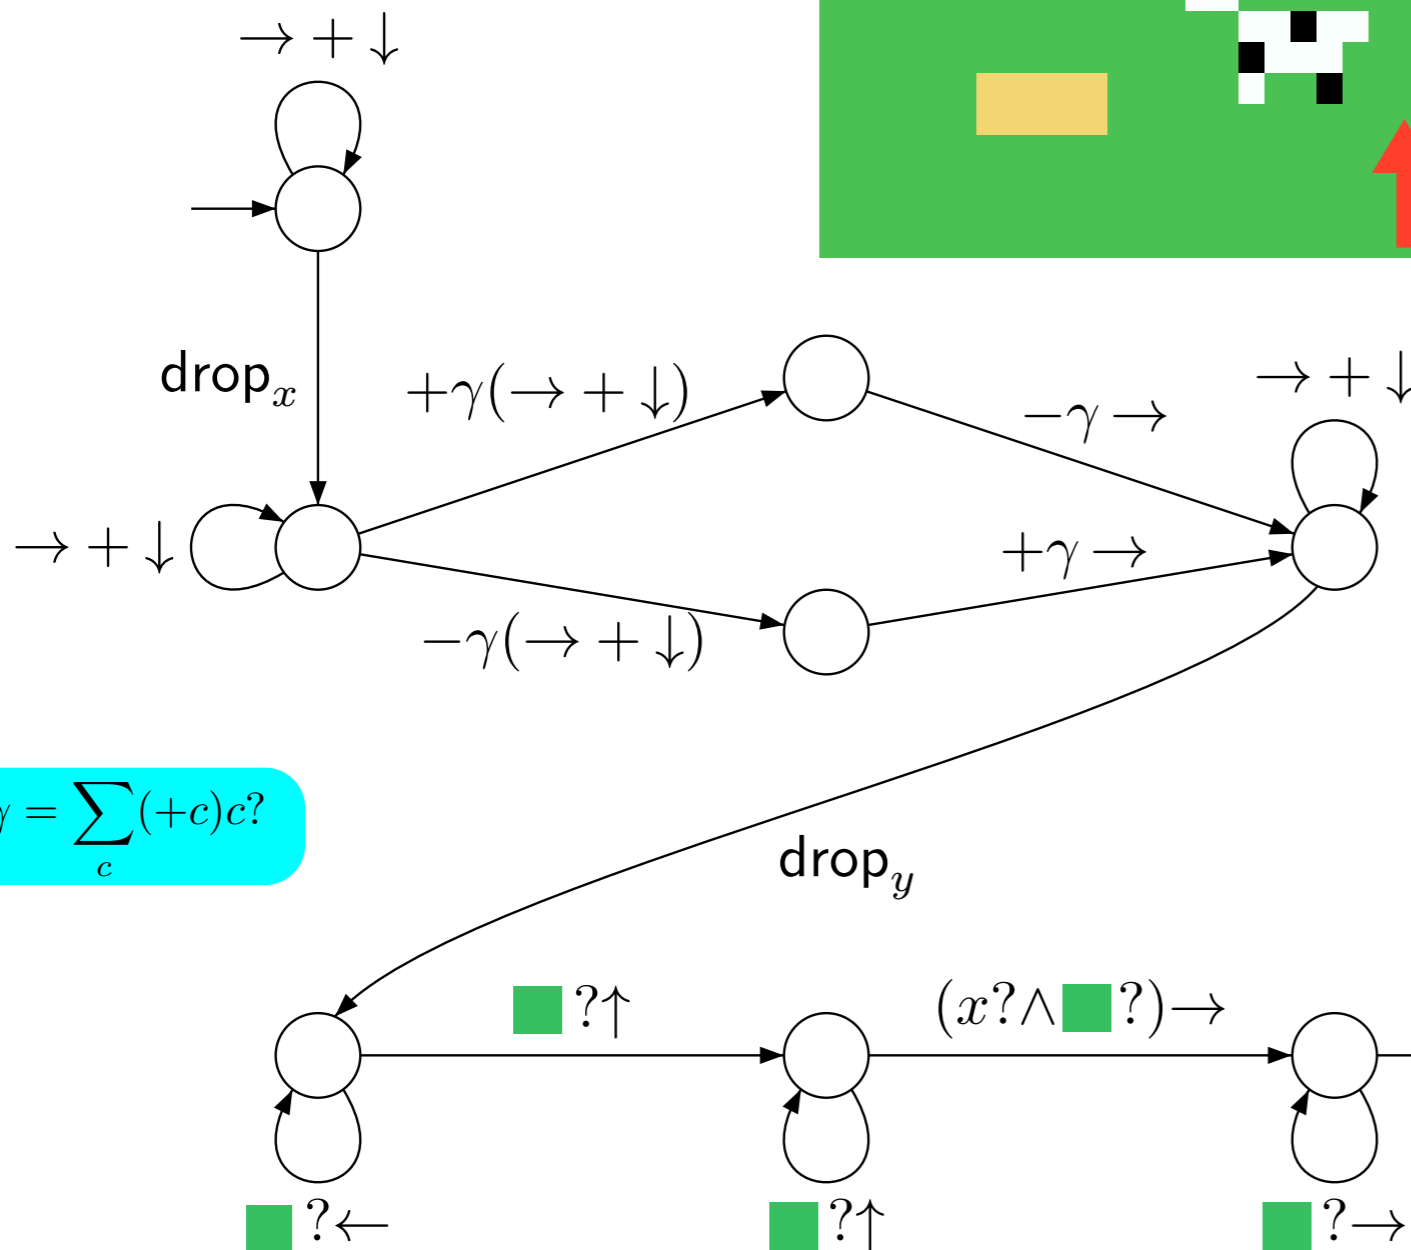 → + ↓
drop_x
+γ(→ + ↓)
−γ →
→ + ↓
→ + ↓
+γ →
−γ(→ + ↓)
γ = ∑_c (+c)c?
drop_y
?↑
(x?∧ ?)→
?←
?↑
?→